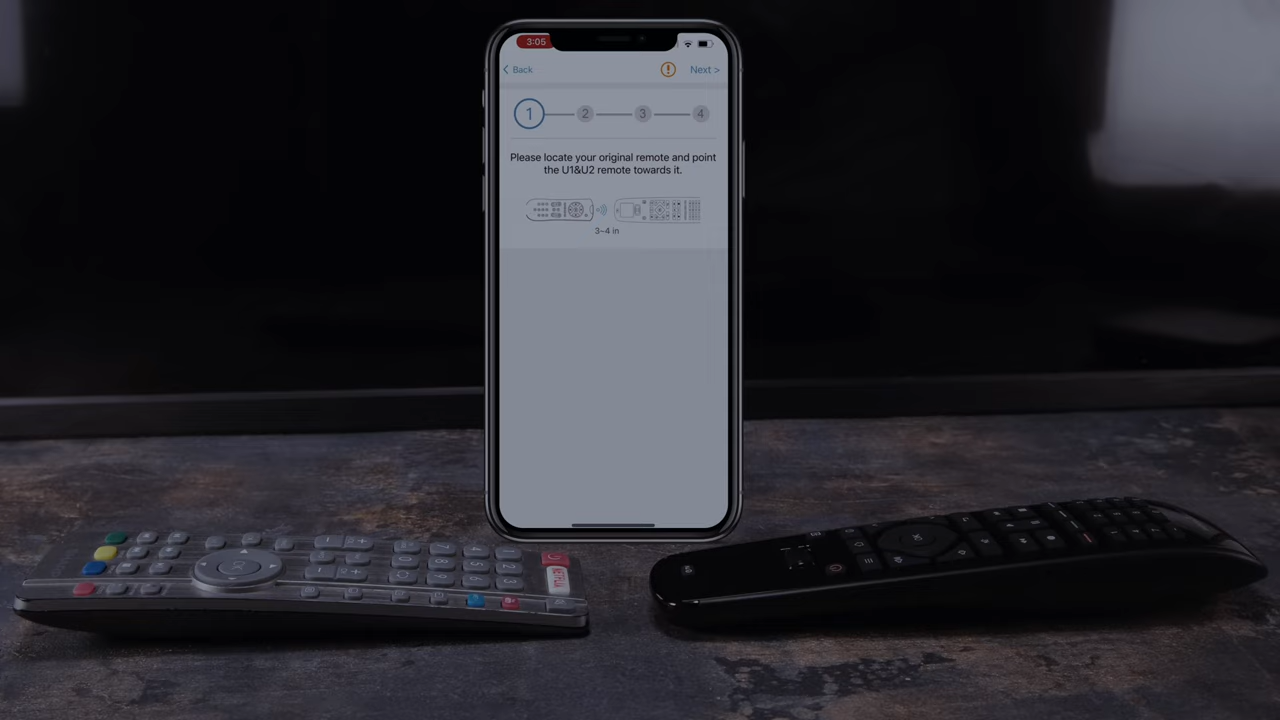 3:05
Back
Next >
1
2
3
4
Please locate your original remote and point
the U1&U2 remote towards it.
3~4 in
NETFLIX